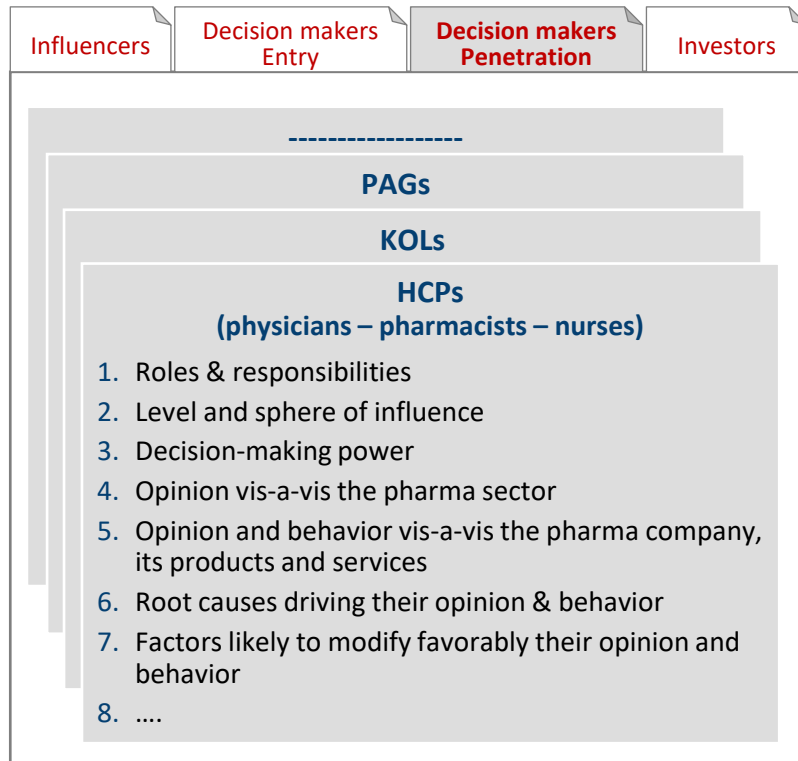 Influencers
Decision makers
Entry
Decision makers
Penetration
Investors
------------------
PAGs
KOLs
HCPs
(physicians – pharmacists – nurses)
1. Roles & responsibilities
2. Level and sphere of influence
3. Decision-making power
4. Opinion vis-a-vis the pharma sector
5. Opinion and behavior vis-a-vis the pharma company,
its products and services
6. Root causes driving their opinion & behavior
7. Factors likely to modify favorably their opinion and
behavior
8. ….